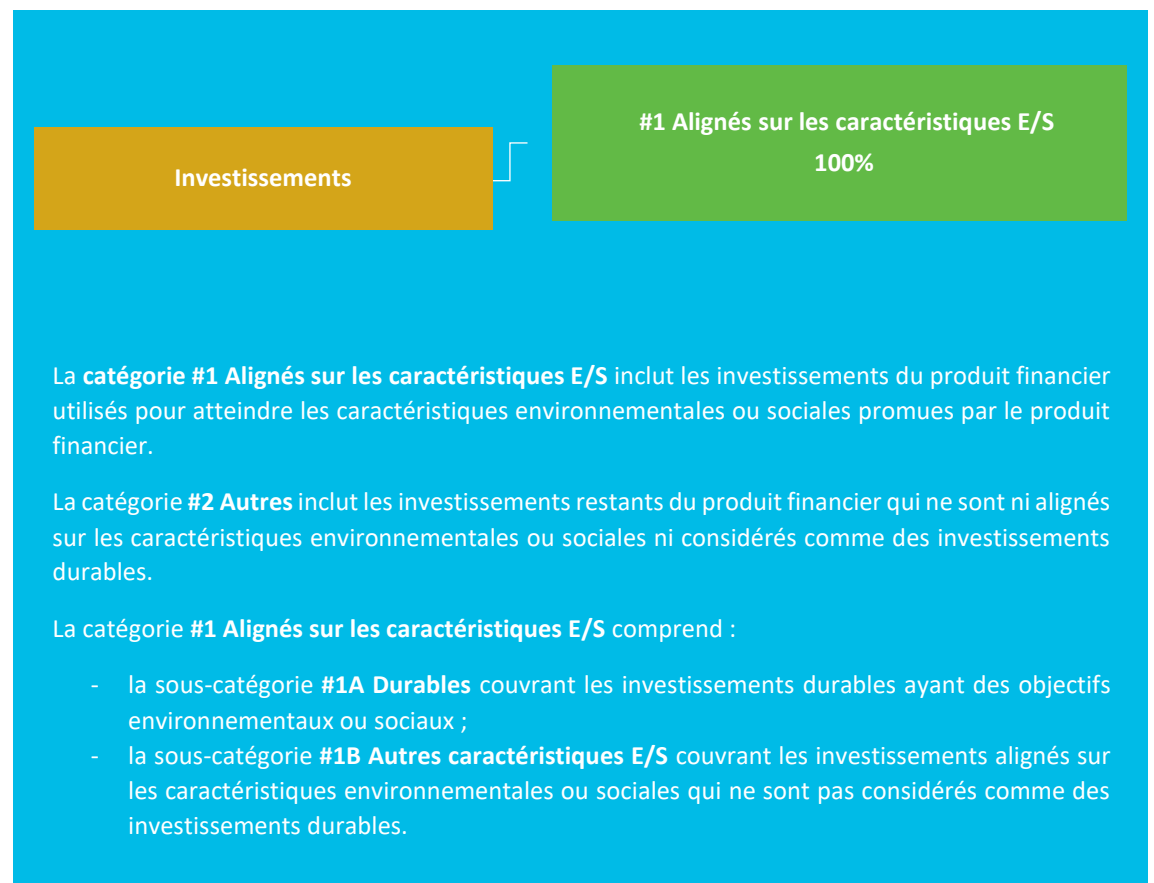 #1 Alignés sur les caractéristiques E/S
100%
Investissements
La catégorie #1 Alignés sur les caractéristiques E/S inclut les investissements du produit financier
utilisés pour atteindre les caractéristiques environnementales ou sociales promues par le produit
financier.
La catégorie #2 Autres inclut les investissements restants du produit financier qui ne sont ni alignés
sur les caractéristiques environnementales ou sociales ni considérés comme des investissements
durables.
La catégorie #1 Alignés sur les caractéristiques E/S comprend :
- la sous-catégorie #1A Durables couvrant les investissements durables ayant des objectifs
environnementaux ou sociaux ;
- la sous-catégorie #1B Autres caractéristiques E/S couvrant les investissements alignés sur
les caractéristiques environnementales ou sociales qui ne sont pas considérés comme des
investissements durables.